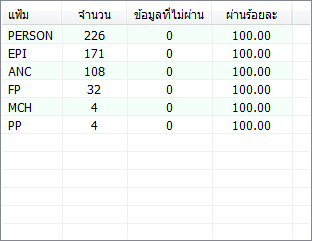 แฟ้ม จำนวน ข้อมูลที่ไม่ผ่าน ผ่านร้อยละ
PERSON 226 0 100.00
EPI 171 0 100.00
ANC 108 0 100.00
FP 32 0 100.00
MCH 4 0 100.00
PP 4 0 100.00